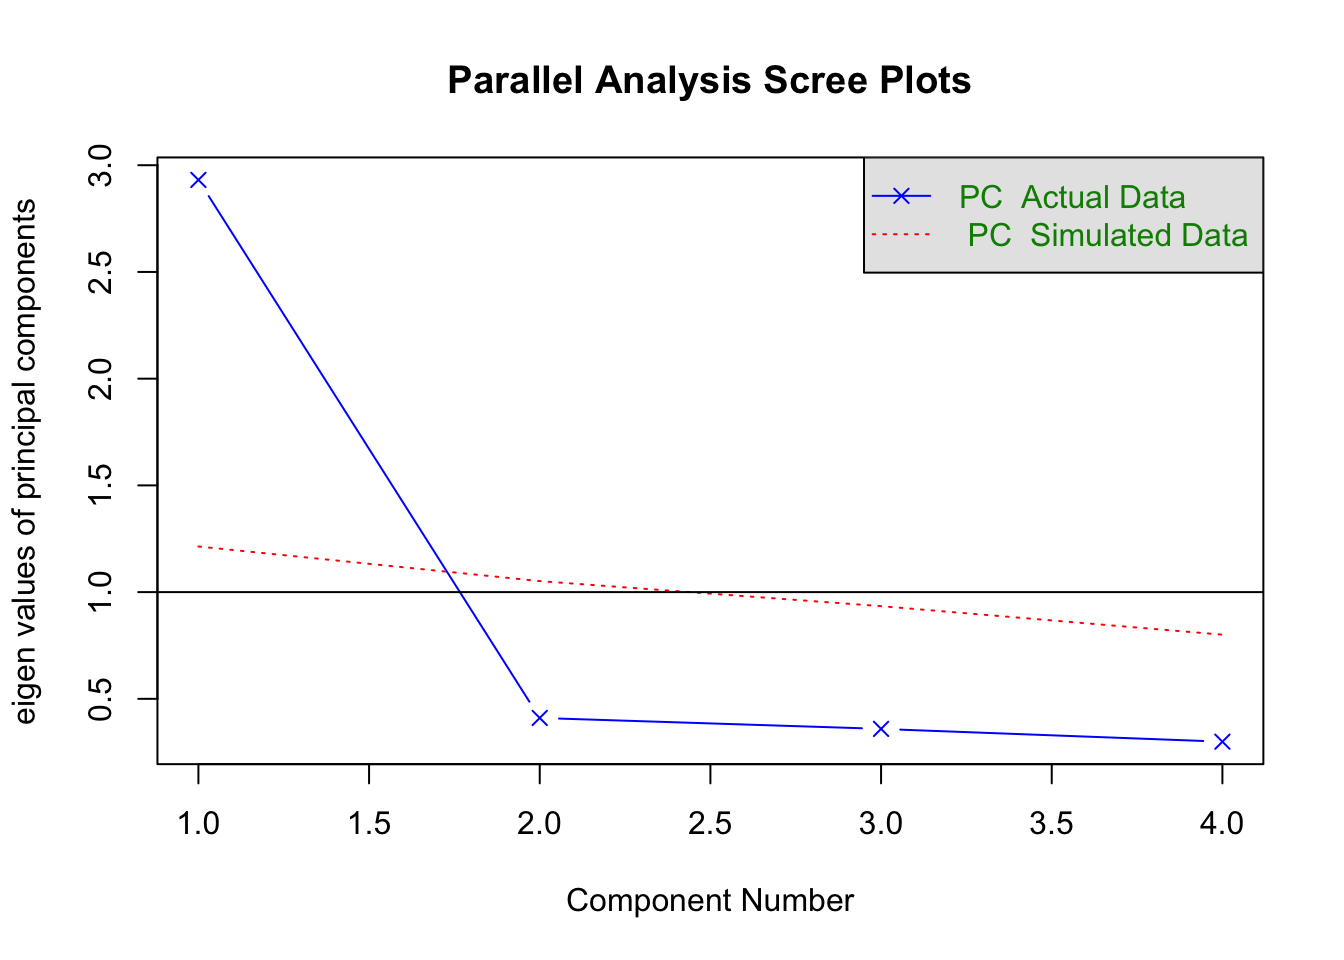 Parallel Analysis Scree Plots
eigen values of principal components
3.0
2.5
2.0
1.5
1.0
0.5
PC  Actual Data
PC  Simulated Data
1.0 1.5 2.0 2.5 3.0 3.5 4.0
Component Number